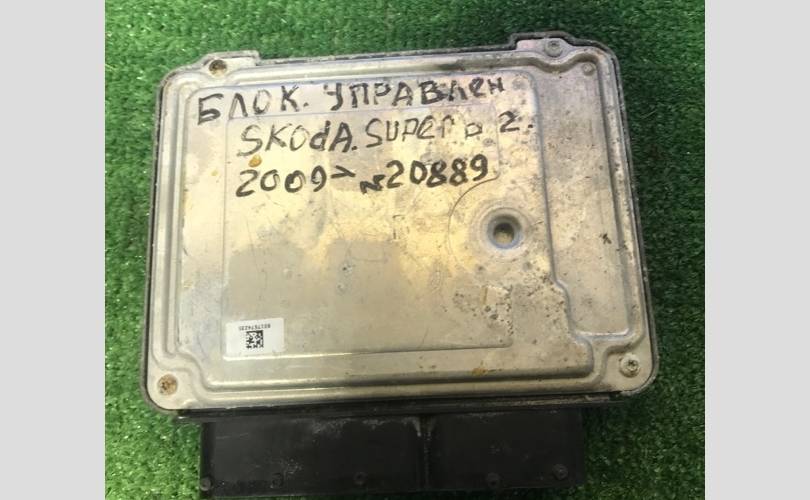 БЛОК. УПРАВЛЕН
SKOdA. SUPER b 2.
2009> №20889